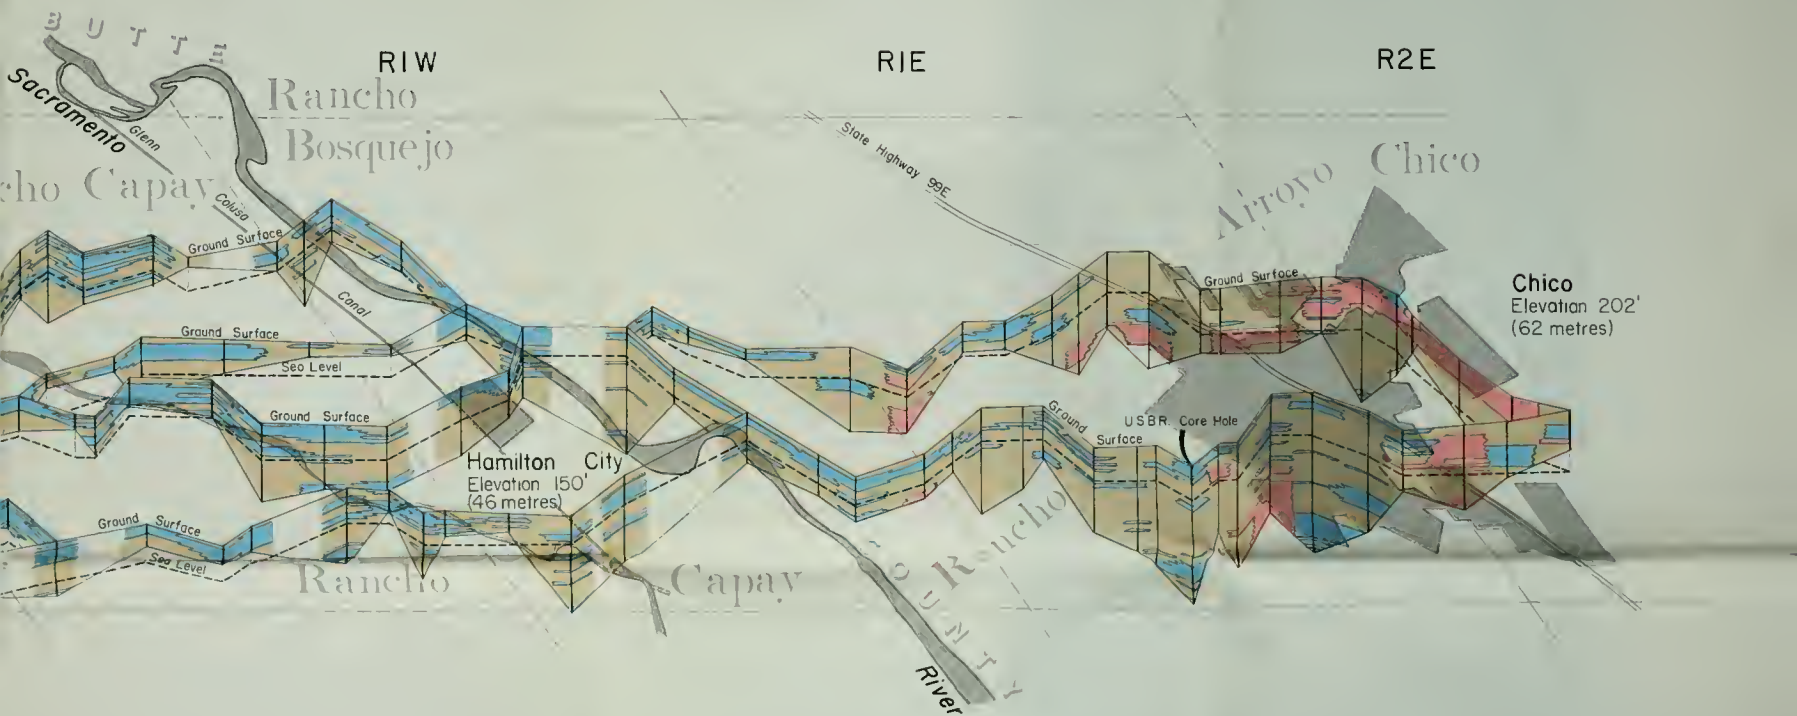 BUTTE
R1W
R1E
R2E
Sacramento
Rancho
Bosquejo
Glenn
Colusa
Canal
cho Capay
State Highway 99E
Arroyo Chico
Ground Surface
Ground Surface
Chico
Elevation 202'
(62 metres)
Ground Surface
Sea Level
Ground Surface
Ground Surface
U.S.B.R. Core Hole
Hamilton City
Elevation 150'
(46 metres)
Ground Surface
Sea Level
Rancho Capay
Rancho
COUNTY
River